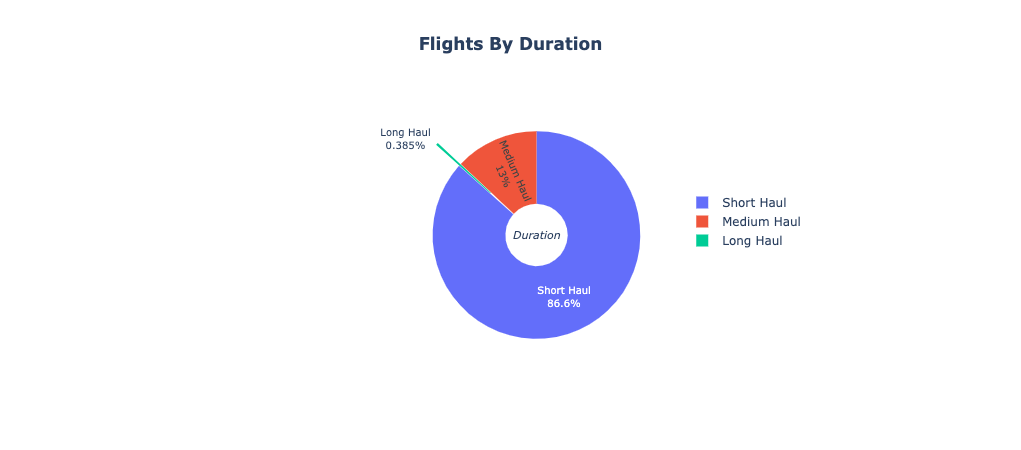 Flights By Duration
Long Haul
0.385%
Medium Haul
13%
Duration
Short Haul
86.6%
Short Haul
Medium Haul
Long Haul